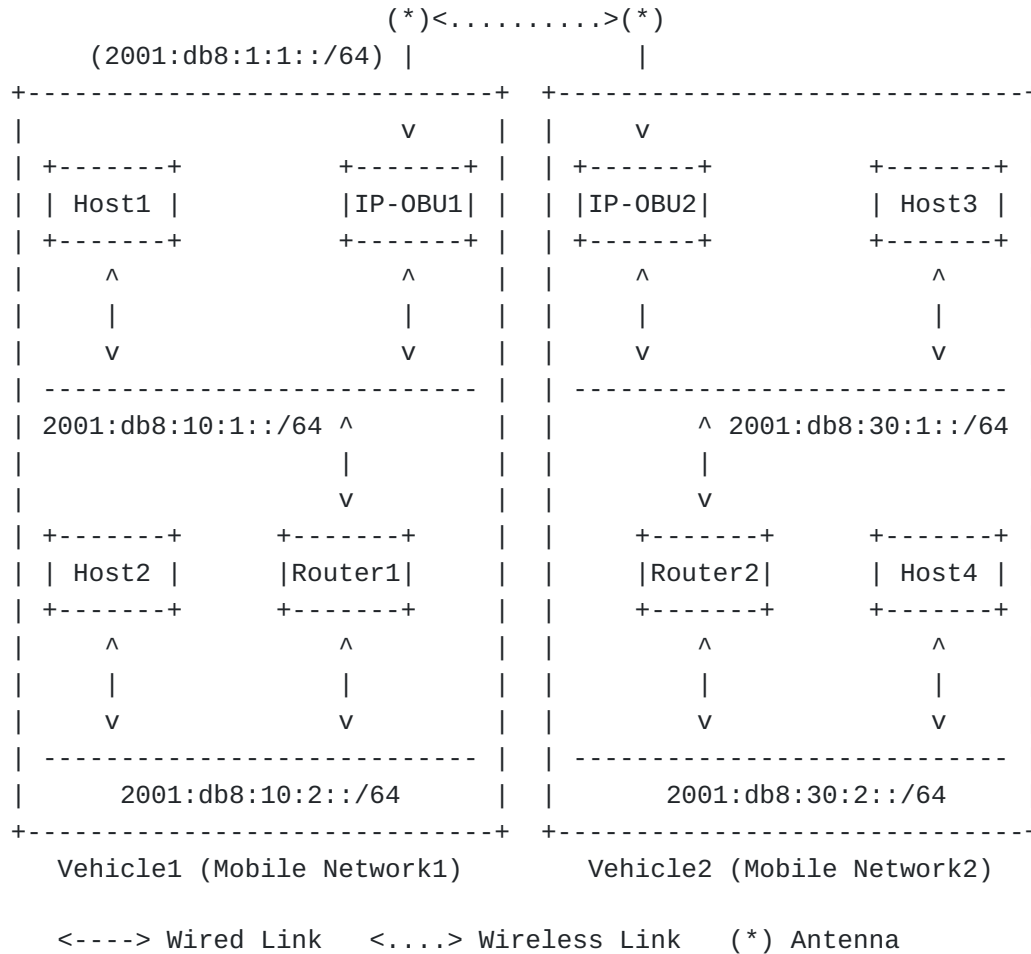 (*)<..........>(*)
(2001:db8:1:1::/64) |              |
+------------------------------+  +------------------------------+
|                        v     |  |     v
| +-------+          +-------+ |  | +-------+          +-------+
| | Host1 |          |IP-OBU1| |  | |IP-OBU2|          | Host3 |
| +-------+          +-------+ |  | +-------+          +-------+
|     ^                  ^     |  |     ^                  ^
|     |                  |     |  |     |                  |
|     v                  v     |  |     v                  v
| ---------------------------- |  | ----------------------------
| 2001:db8:10:1::/64 ^         |  |         ^ 2001:db8:30:1::/64
|                    |         |  |         |
|                    v         |  |         v
| +-------+      +-------+     |  |     +-------+      +-------+
| | Host2 |      |Router1|     |  |     |Router2|      | Host4 |
| +-------+      +-------+     |  |     +-------+      +-------+
|     ^              ^         |  |         ^              ^
|     |              |         |  |         |              |
|     v              v         |  |         v              v
| ---------------------------- |  | ----------------------------
|      2001:db8:10:2::/64      |  |       2001:db8:30:2::/64
+------------------------------+  +------------------------------+
Vehicle1 (Mobile Network1)        Vehicle2 (Mobile Network2)
<----> Wired Link   <....> Wireless Link   (*) Antenna